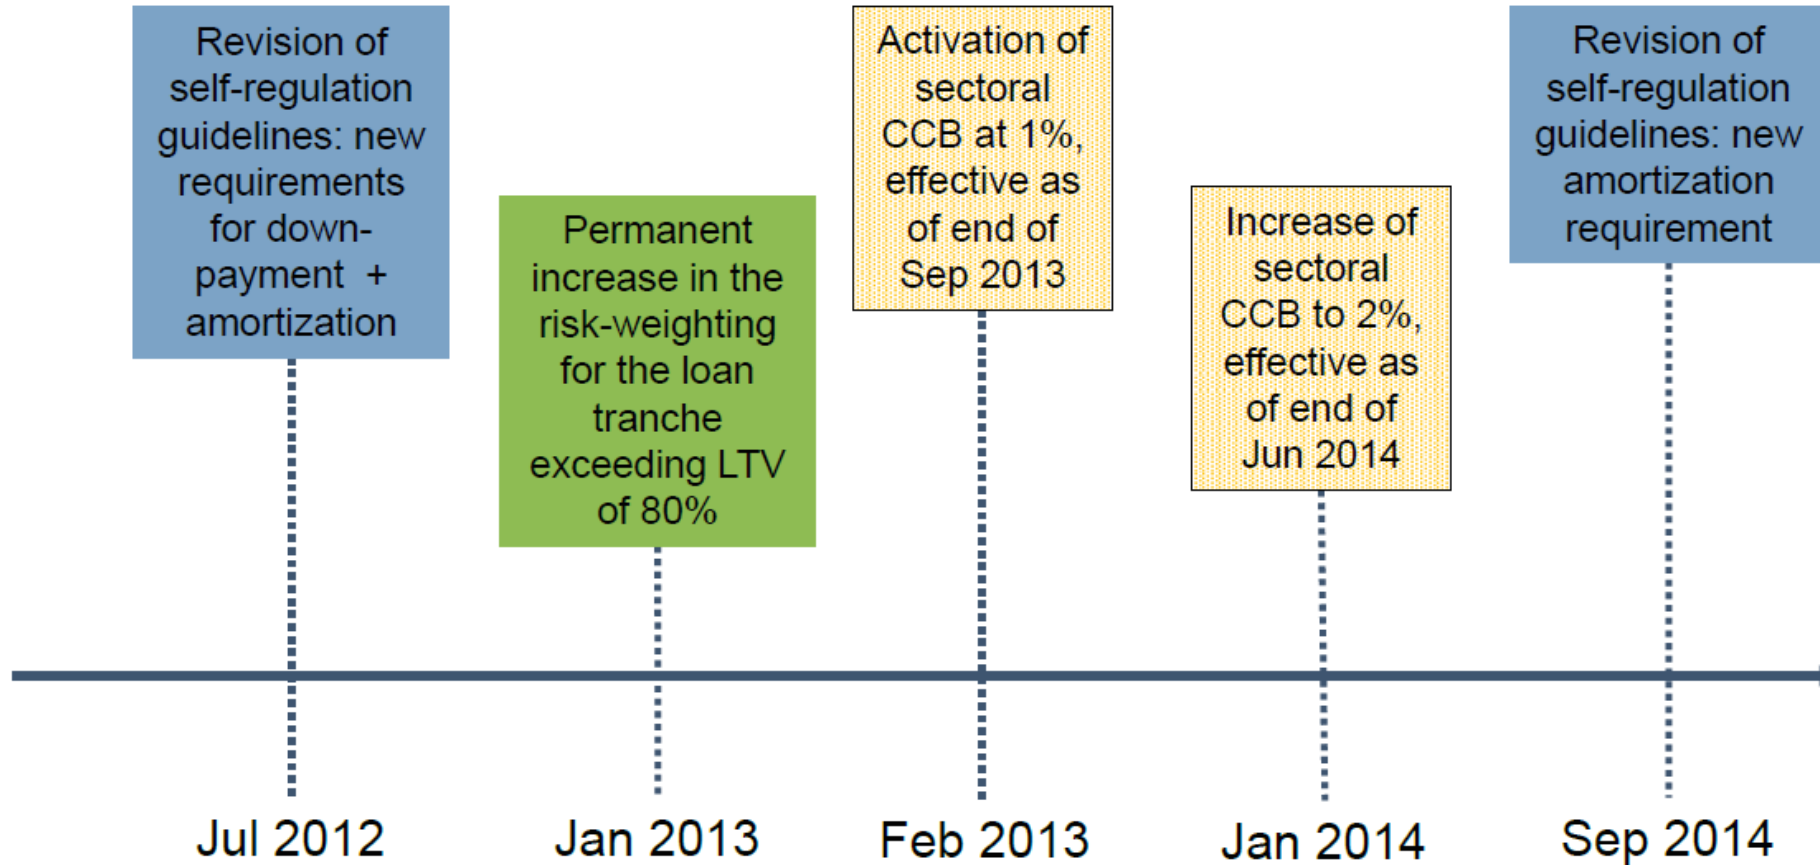 Revision of
self-regulation
guidelines: new
requirements
for down-
payment +
amortization
Permanent
increase in the
risk-weighting
for the loan
tranche
exceeding LTV
of 80%
Activation of
sectoral
CCB at 1%,
effective as
of end of
Sep 2013
Increase of
sectoral
CCB to 2%,
effective as
of end of
Jun 2014
Revision of
self-regulation
guidelines: new
amortization
requirement
Jul 2012
Jan 2013
Feb 2013
Jan 2014
Sep 2014